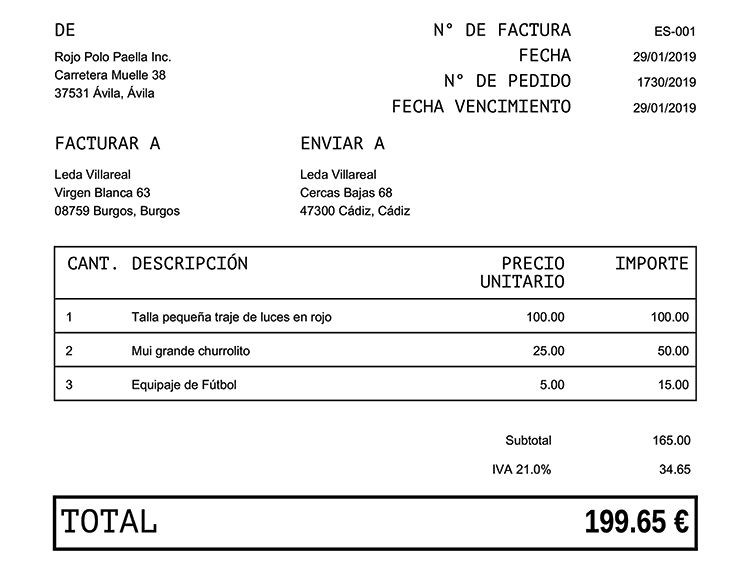 DE
Rojo Polo Paella Inc.
Carretera Muelle 38
37531 Ávila, Ávila
N° DE FACTURA ES-001
FECHA 29/01/2019
N° DE PEDIDO 1730/2019
FECHA VENCIMIENTO 29/01/2019
FACTURAR A
Leda Villareal
Virgen Blanca 63
08759 Burgos, Burgos
ENVIAR A
Leda Villareal
Cercas Bajas 68
47300 Cádiz, Cádiz
CANT. DESCRIPCIÓN PRECIO UNITARIO IMPORTE
1 Talla pequeña traje de luces en rojo 100.00 100.00
2 Mui grande churrolito 25.00 50.00
3 Equipaje de Fútbol 5.00 15.00
Subtotal 165.00
IVA 21.0% 34.65
TOTAL 199.65 €